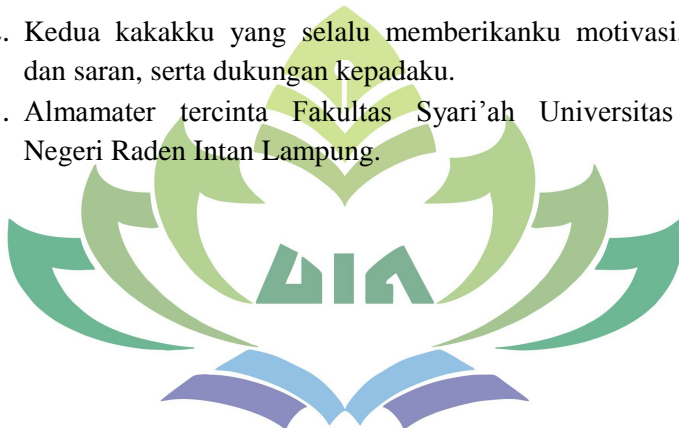 . Kedua kakakku yang selalu memberikanku motivasi,
dan saran, serta dukungan kepadaku.
. Almamater tercinta Fakultas Syari’ah Universitas
Negeri Raden Intan Lampung.
UIN